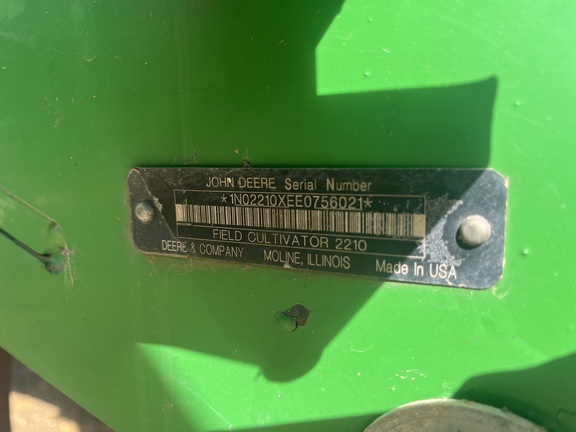 JOHN DEERE Serial Number
*1N02210XEE0756021*
FIELD CULTIVATOR 2210
DEERE & COMPANY MOLINE, ILLINOIS Made In USA